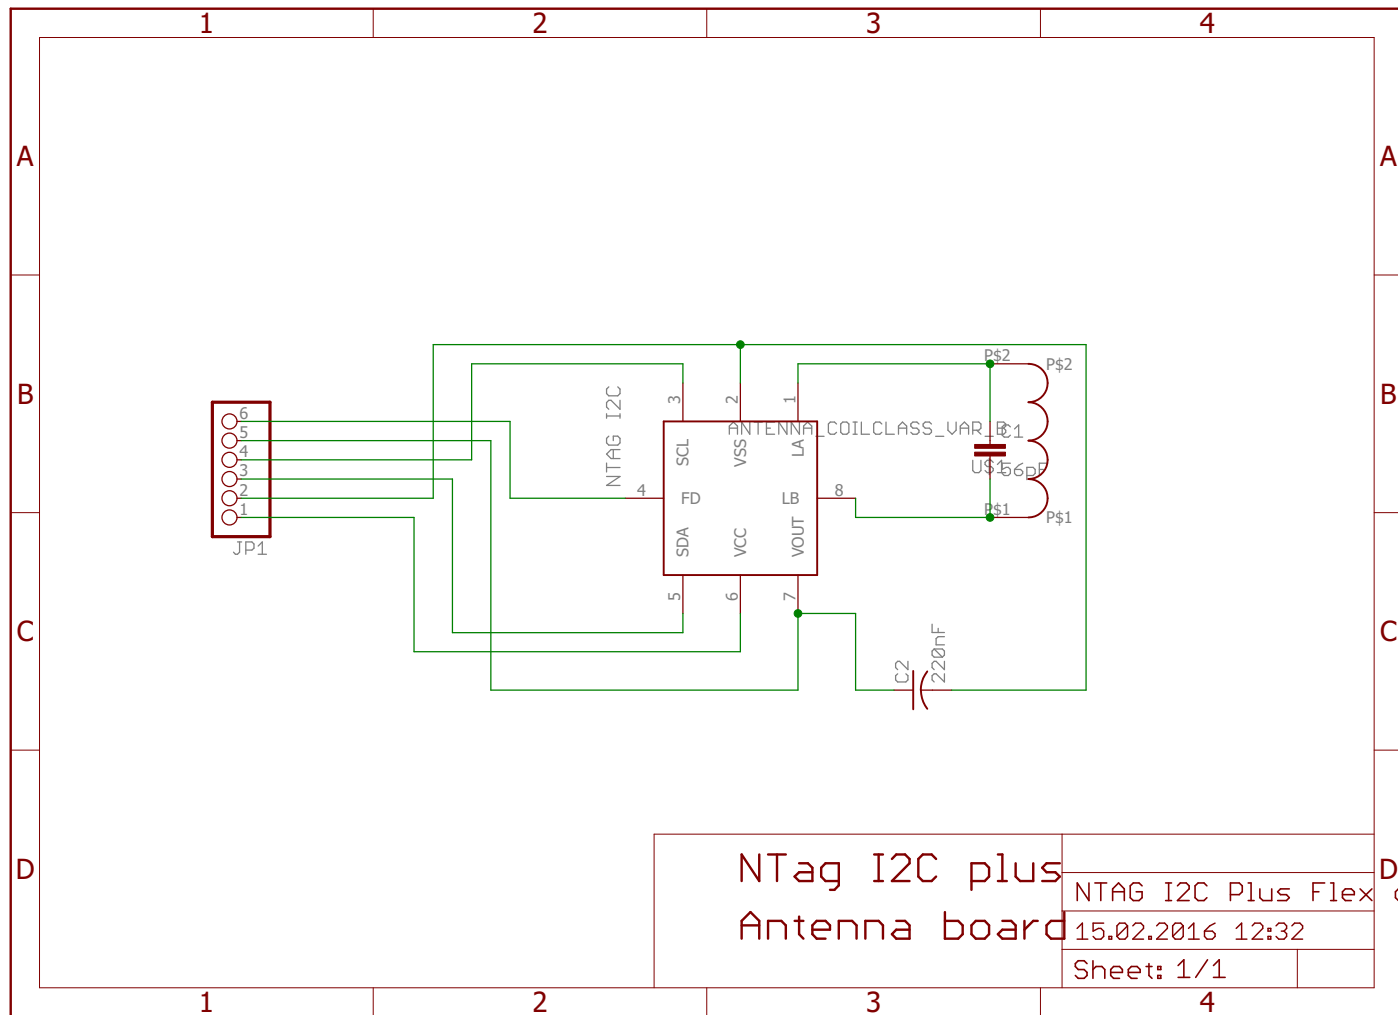 1 2 3 4
A A
B B
C C
D D
6
5
4
3
2
1
JP1
NTAG I2C
3
2
1
SCL
VSS
LA
4
FD
LB
8
SDA
VCC
VOUT
5
6
7
ANTENNA_COILCLASS_VAR_B
P$2
P$2
C1
US1
56pF
P$1
P$1
C2
220nF
NTag I2C plus
Antenna board
NTAG I2C Plus Flex
15.02.2016 12:32
Sheet: 1/1
1 2 3 4